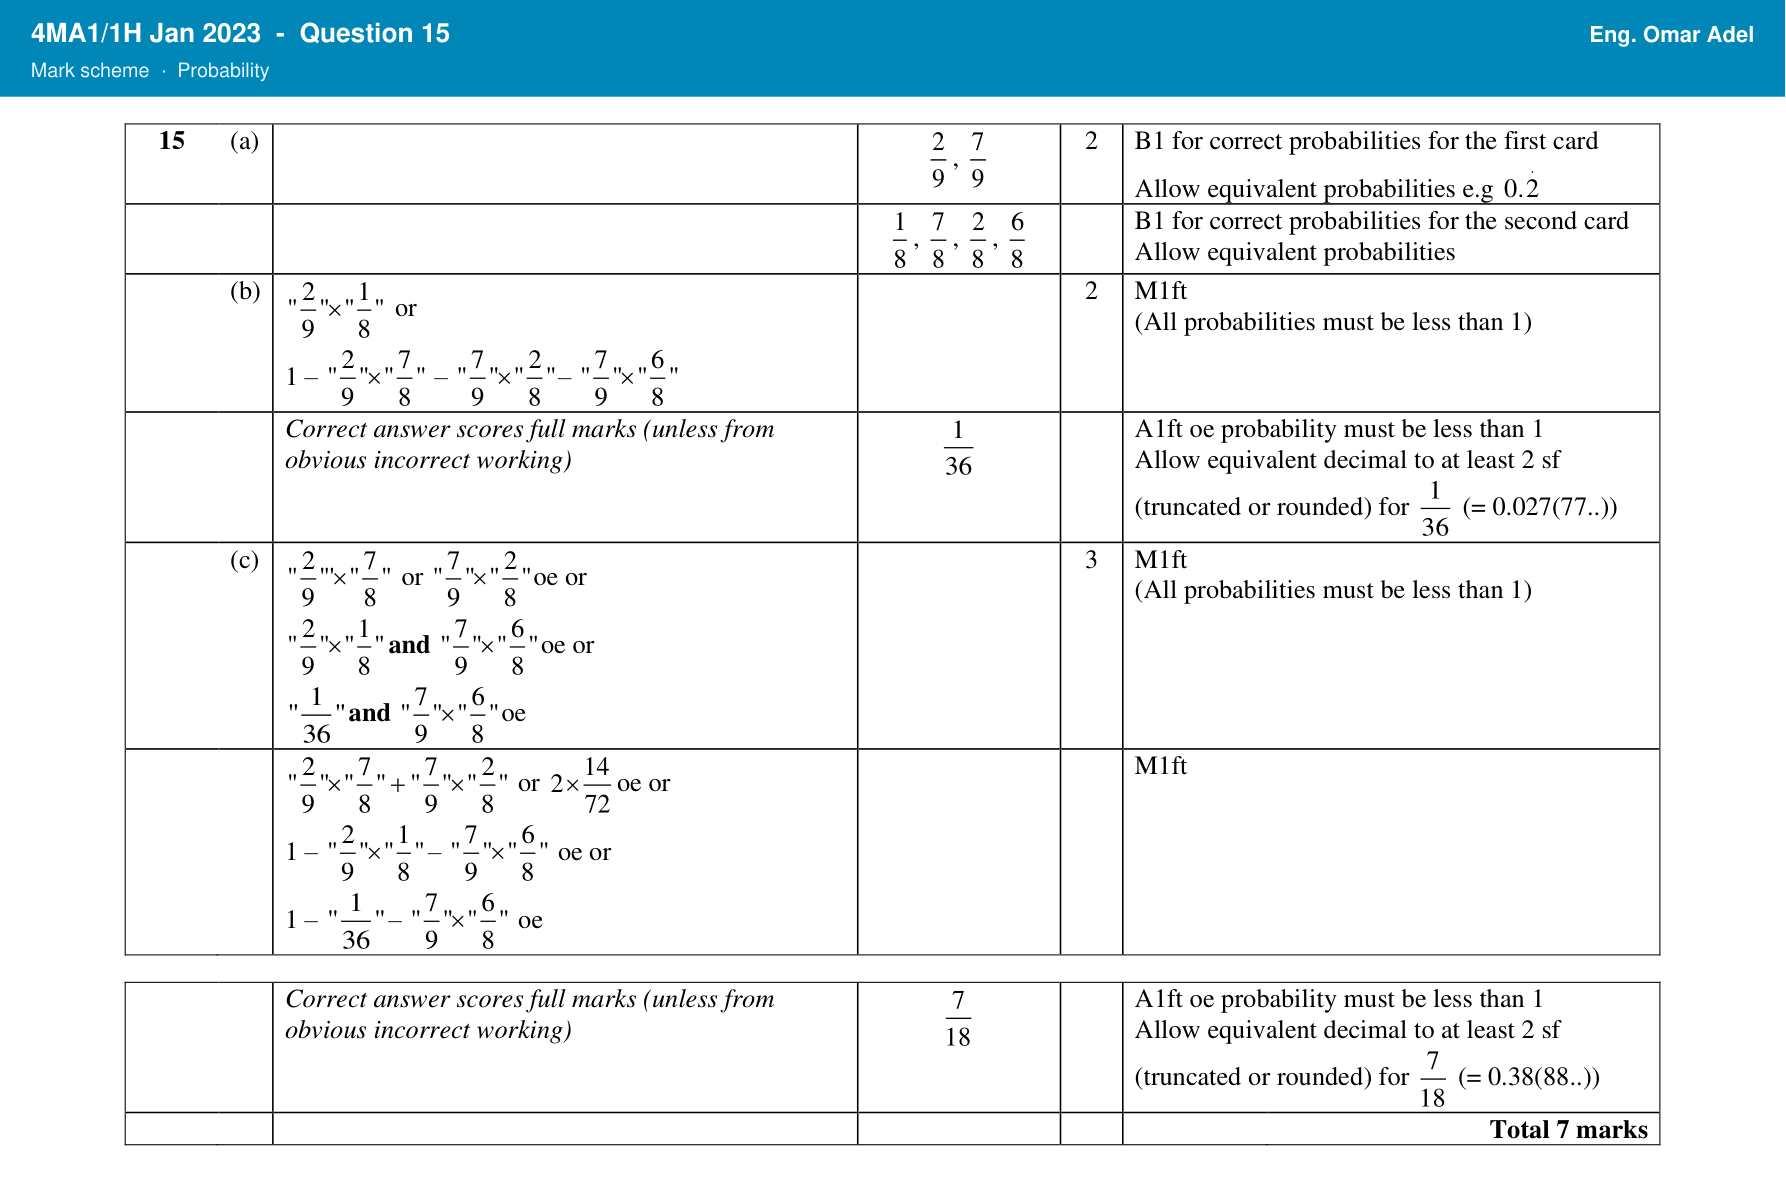 4MA1/1H Jan 2023 - Question 15
Eng. Omar Adel
Mark scheme · Probability
15 (a) 2/9, 7/9 2 B1 for correct probabilities for the first card
Allow equivalent probabilities e.g 0.2̇
1/8, 7/8, 2/8, 6/8 B1 for correct probabilities for the second card
Allow equivalent probabilities
(b) "2/9"×"1/8" or 2 M1ft
(All probabilities must be less than 1)
1 – "2/9"×"7/8" – "7/9"×"2/8"– "7/9"×"6/8"
Correct answer scores full marks (unless from
obvious incorrect working)
1/36
A1ft oe probability must be less than 1
Allow equivalent decimal to at least 2 sf
(truncated or rounded) for 1/36 (= 0.027(77..))
(c) "2/9"'×"7/8" or "7/9"×"2/8"oe or 3 M1ft
(All probabilities must be less than 1)
"2/9"×"1/8"and "7/9"×"6/8"oe or
"1/36"and "7/9"×"6/8"oe
"2/9"×"7/8"+"7/9"×"2/8" or 2×14/72 oe or M1ft
1 – "2/9"×"1/8"– "7/9"×"6/8" oe or
1 – "1/36"– "7/9"×"6/8" oe
Correct answer scores full marks (unless from
obvious incorrect working)
7/18
A1ft oe probability must be less than 1
Allow equivalent decimal to at least 2 sf
(truncated or rounded) for 7/18 (= 0.38(88..))
Total 7 marks